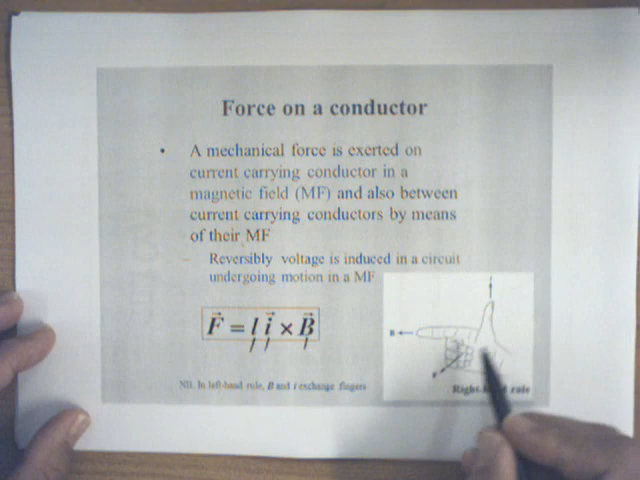 Force on a conductor
• A mechanical force is exerted on
current carrying conductor in a
magnetic field (MF) and also between
current carrying conductors by means
of their MF
– Reversibly voltage is induced in a circuit
undergoing motion in a MF
F⃗ = l i⃗ × B⃗
B
NB. In left-hand rule, B and i exchange fingers
rule